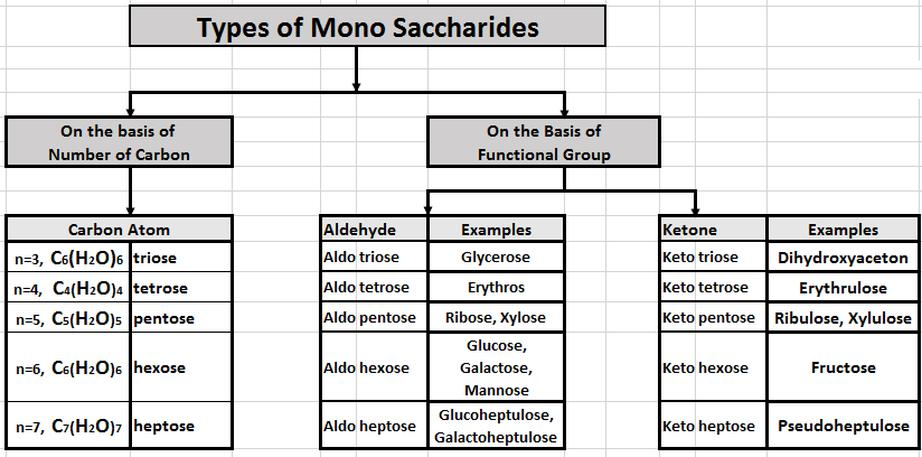 Types of Mono Saccharides
On the basis of
Number of Carbon
On the Basis of
Functional Group
Carbon Atom
n=3, C₆(H₂O)₆ triose
n=4, C₄(H₂O)₄ tetrose
n=5, C₅(H₂O)₅ pentose
n=6, C₆(H₂O)₆ hexose
n=7, C₇(H₂O)₇ heptose
Aldehyde Examples
Aldo triose Glycerose
Aldo tetrose Erythros
Aldo pentose Ribose, Xylose
Aldo hexose Glucose,
Galactose,
Mannose
Aldo heptose Glucoheptulose,
Galactoheptulose
Ketone Examples
Keto triose Dihydroxyaceton
Keto tetrose Erythrulose
Keto pentose Ribulose, Xylulose
Keto hexose Fructose
Keto heptose Pseudoheptulose